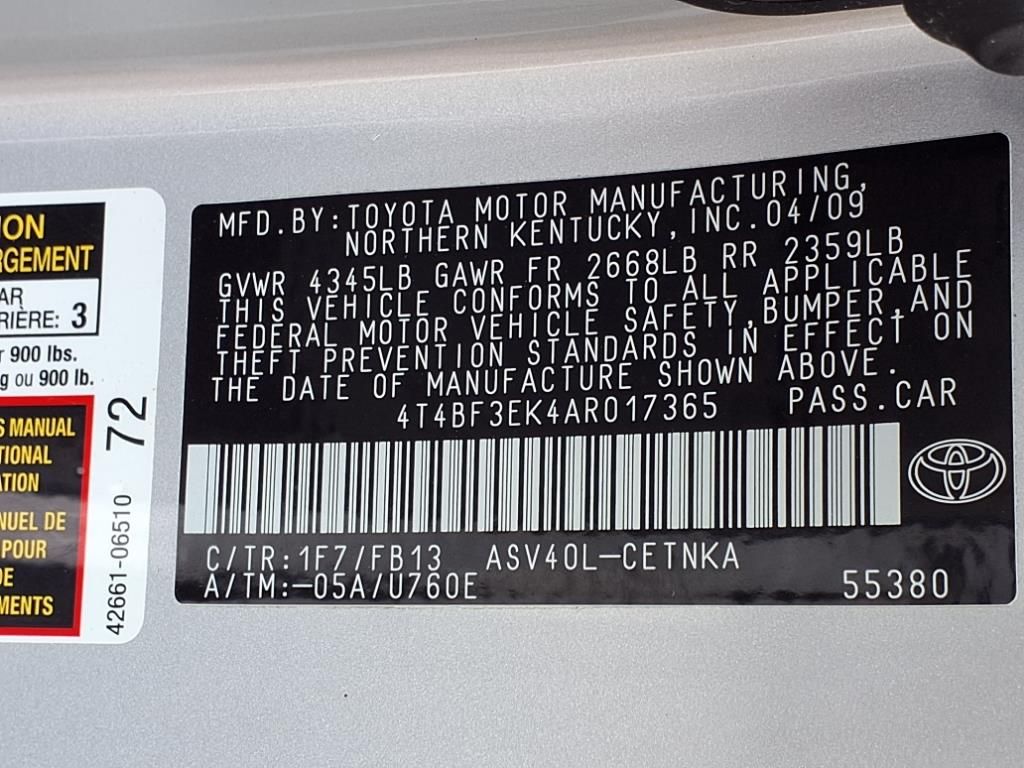 ION
RGEMENT
AR
RIÈRE: 3
r 900 lbs.
g ou 900 lb.
S MANUAL
TIONAL
ATION
NUEL DE
POUR
DE
MENTS
72
42661-06510
MFD.BY:TOYOTA MOTOR MANUFACTURING,
NORTHERN KENTUCKY,INC.04/09
GVWR 4345LB GAWR FR 2668LB RR 2359LB
THIS VEHICLE CONFORMS TO ALL APPLICABLE
FEDERAL MOTOR VEHICLE SAFETY,BUMPER,AND
THEFT PREVENTION STANDARDS IN EFFECT ON
THE DATE OF MANUFACTURE SHOWN ABOVE.
4T4BF3EK4AR017365 PASS.CAR
C/TR:1F7/FB13 ASV40L-CETNKA
A/TM:-05A/U760E 55380